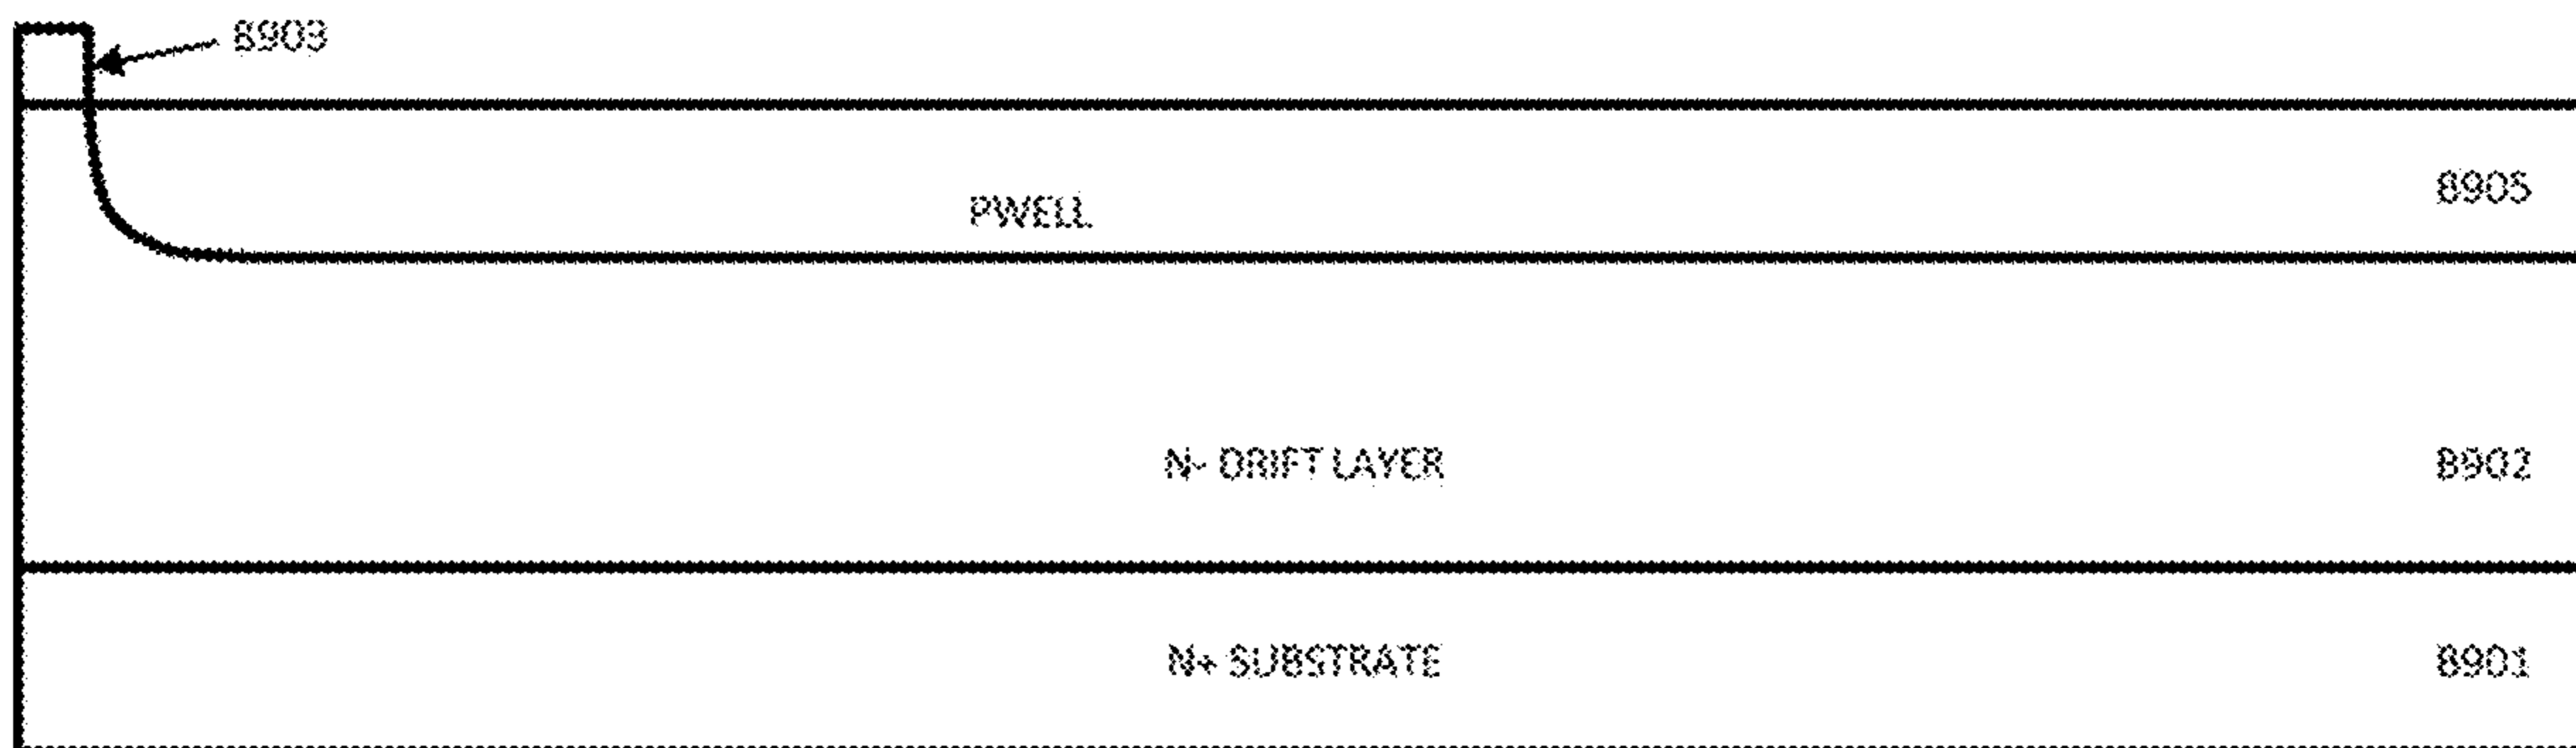 8903
8905
PWELL
N- DRIFT LAYER
8902
N+ SUBSTRATE
8901